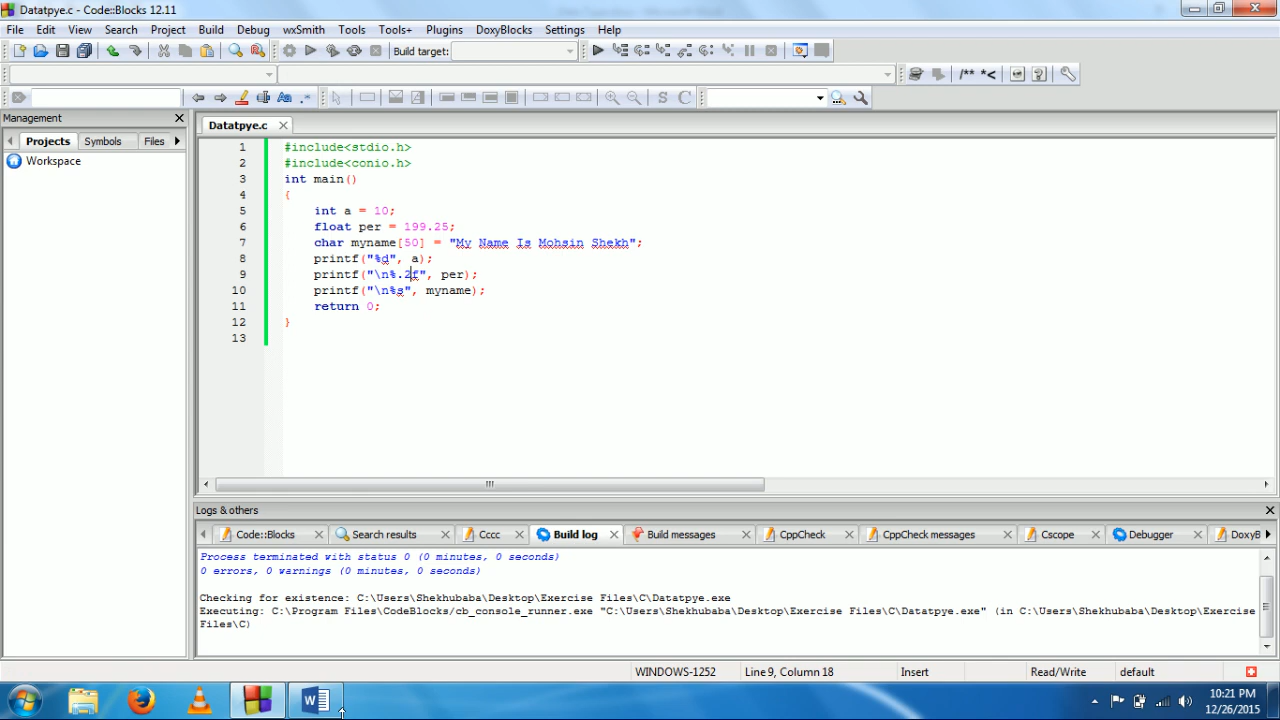 Datatpye.c - Code::Blocks 12.11
File Edit View Search Project Build Debug wxSmith Tools Tools+ Plugins DoxyBlocks Settings Help
Build target:
/** *<
Aa .* S C
Management
Projects Symbols Files
Workspace
Datatpye.c
1 #include<stdio.h>
2 #include<conio.h>
3 int main()
4 {
5 int a = 10;
6 float per = 199.25;
7 char myname[50] = "My Name Is Mohsin Shekh";
8 printf("%d", a);
9 printf("\n%.2f", per);
10 printf("\n%s", myname);
11 return 0;
12 }
13
Logs & others
Code::Blocks Search results Cccc Build log Build messages CppCheck CppCheck messages Cscope Debugger DoxyB
Process terminated with status 0 (0 minutes, 0 seconds)
0 errors, 0 warnings (0 minutes, 0 seconds)
Checking for existence: C:\Users\Shekhubaba\Desktop\Exercise Files\C\Datatpye.exe
Executing: C:\Program Files\CodeBlocks/cb_console_runner.exe "C:\Users\Shekhubaba\Desktop\Exercise Files\C\Datatpye.exe" (in C:\Users\Shekhubaba\Desktop\Exercise
Files\C)
WINDOWS-1252 Line 9, Column 18 Insert Read/Write default
10:21 PM
12/26/2015